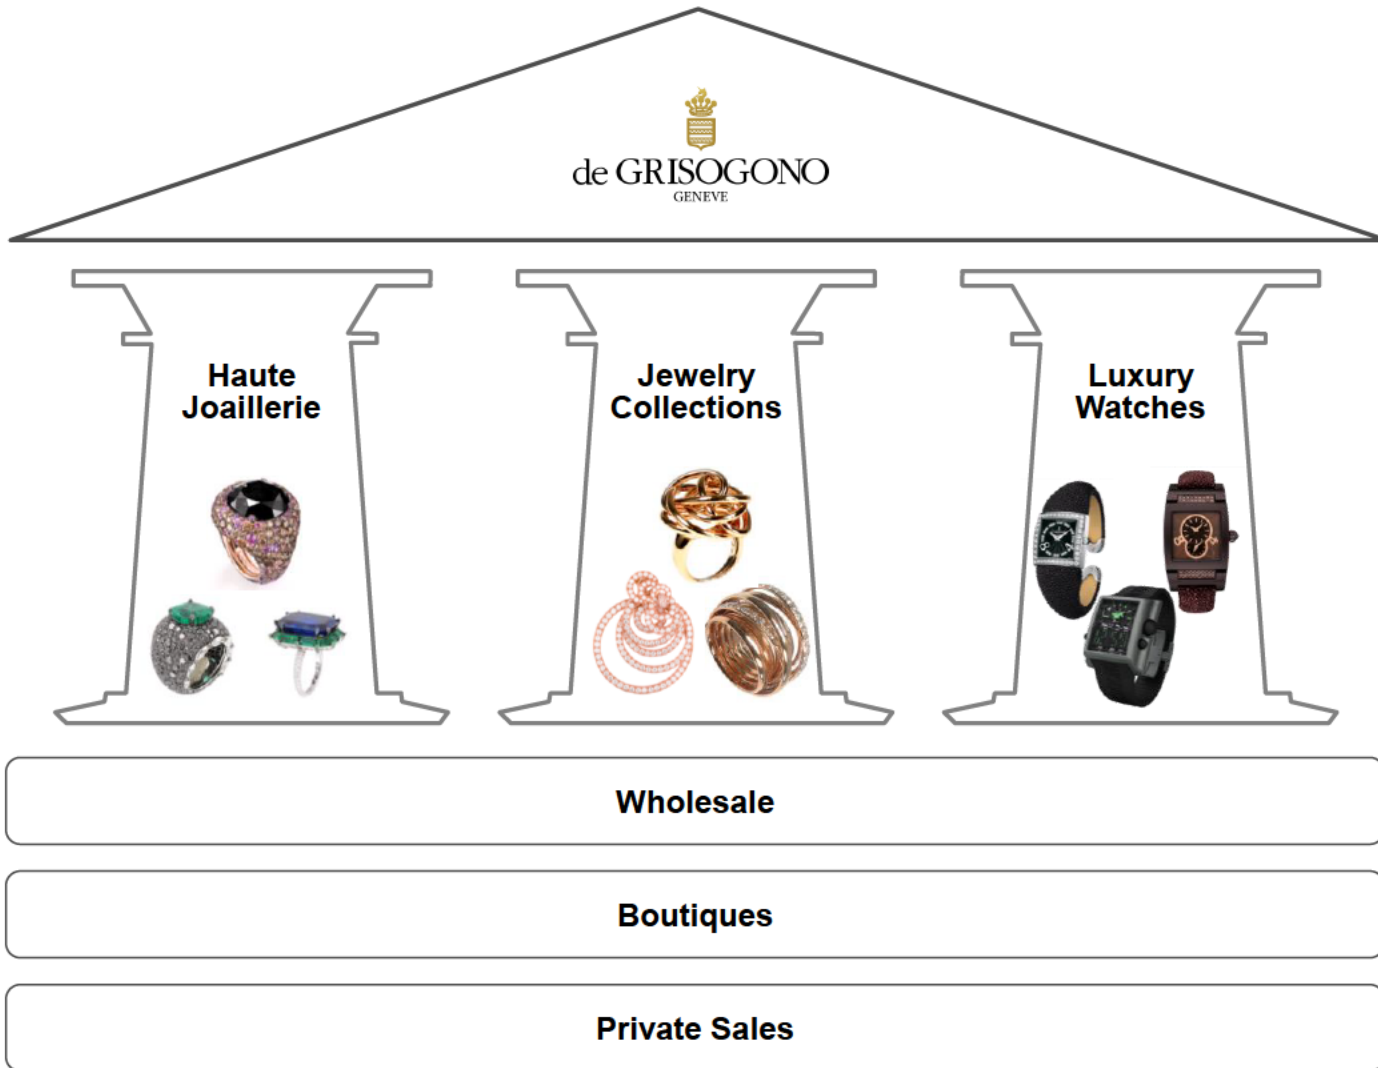 de GRISOGONO
GENEVE
Haute
Joaillerie
Jewelry
Collections
Luxury
Watches
Wholesale
Boutiques
Private Sales